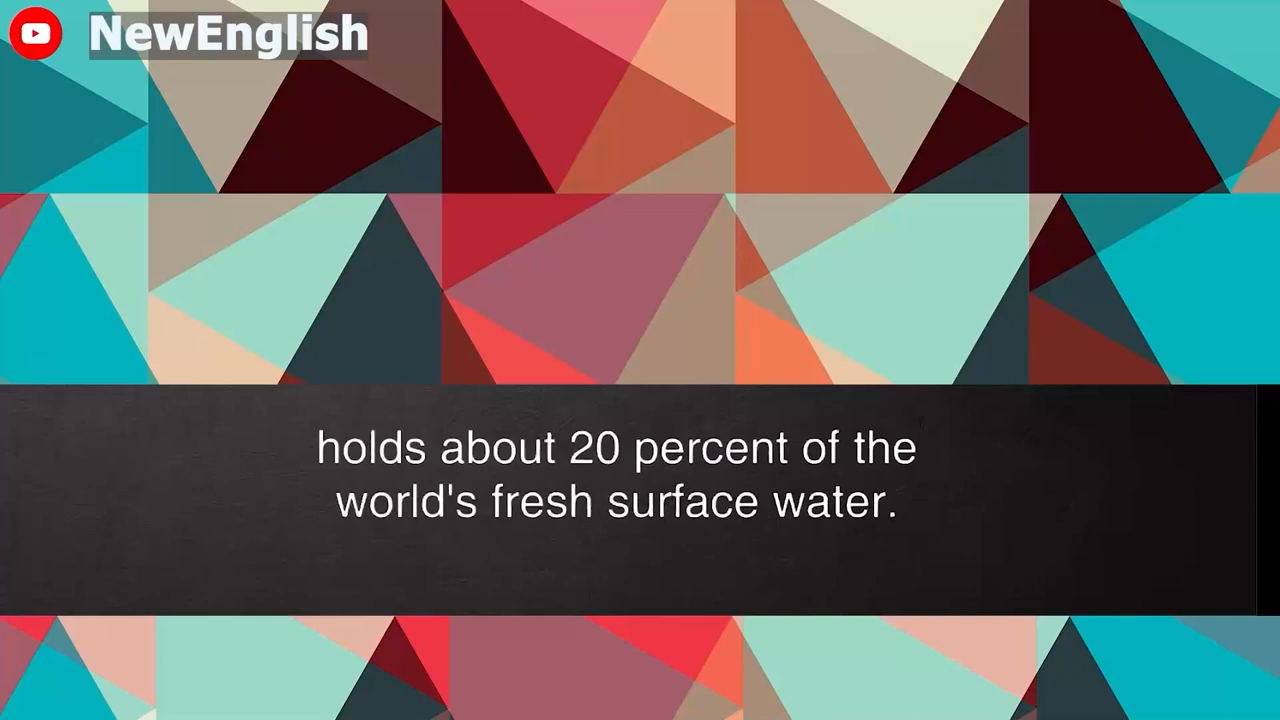 NewEnglish
holds about 20 percent of the
world's fresh surface water.